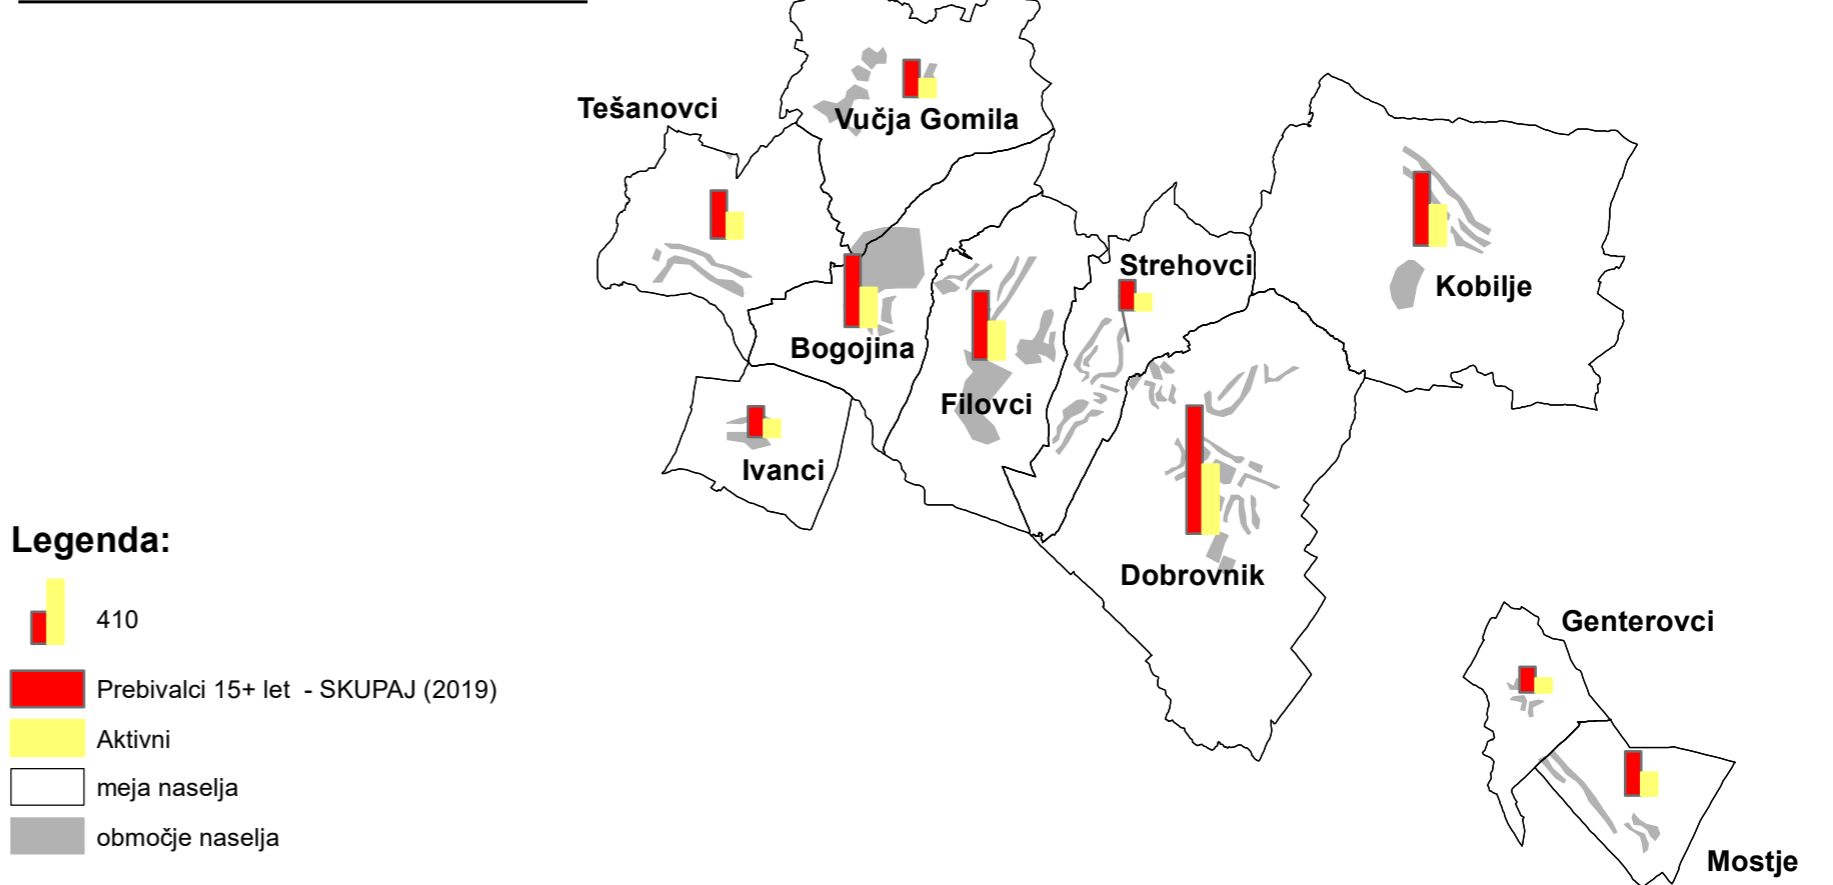 Tešanovci
Vučja Gomila
Strehovci
Kobilje
Bogojina
Filovci
Ivanci
Dobrovnik
Genterovci
Mostje
Legenda:
410
Prebivalci 15+ let - SKUPAJ (2019)
Aktivni
meja naselja
območje naselja